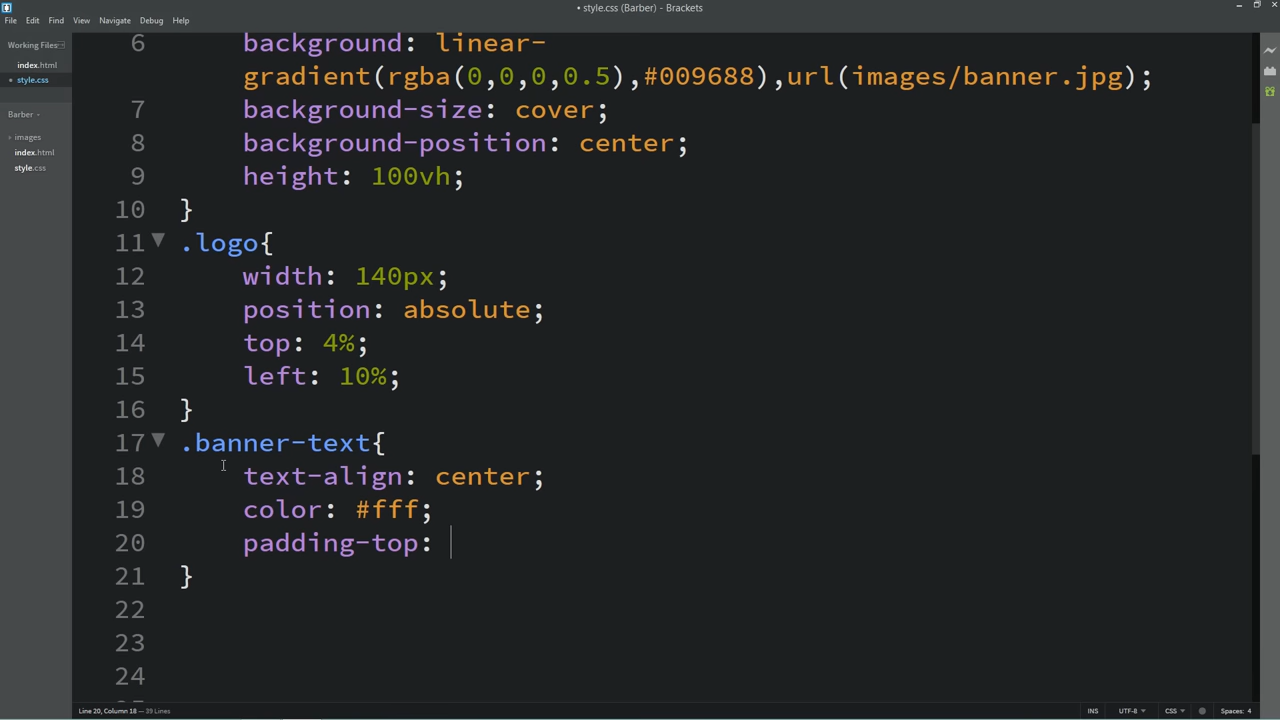 • style.css (Barber) - Brackets
File Edit Find View Navigate Debug Help
Working Files
index.html
• style.css
Barber
images
index.html
style.css
6 background: linear-
gradient(rgba(0,0,0,0.5),#009688),url(images/banner.jpg);
7 background-size: cover;
8 background-position: center;
9 height: 100vh;
10 }
11 .logo{
12 width: 140px;
13 position: absolute;
14 top: 4%;
15 left: 10%;
16 }
17 .banner-text{
18 text-align: center;
19 color: #fff;
20 padding-top:
21 }
22
23
24
Line 20, Column 18 — 39 Lines
INS UTF-8 CSS Spaces: 4